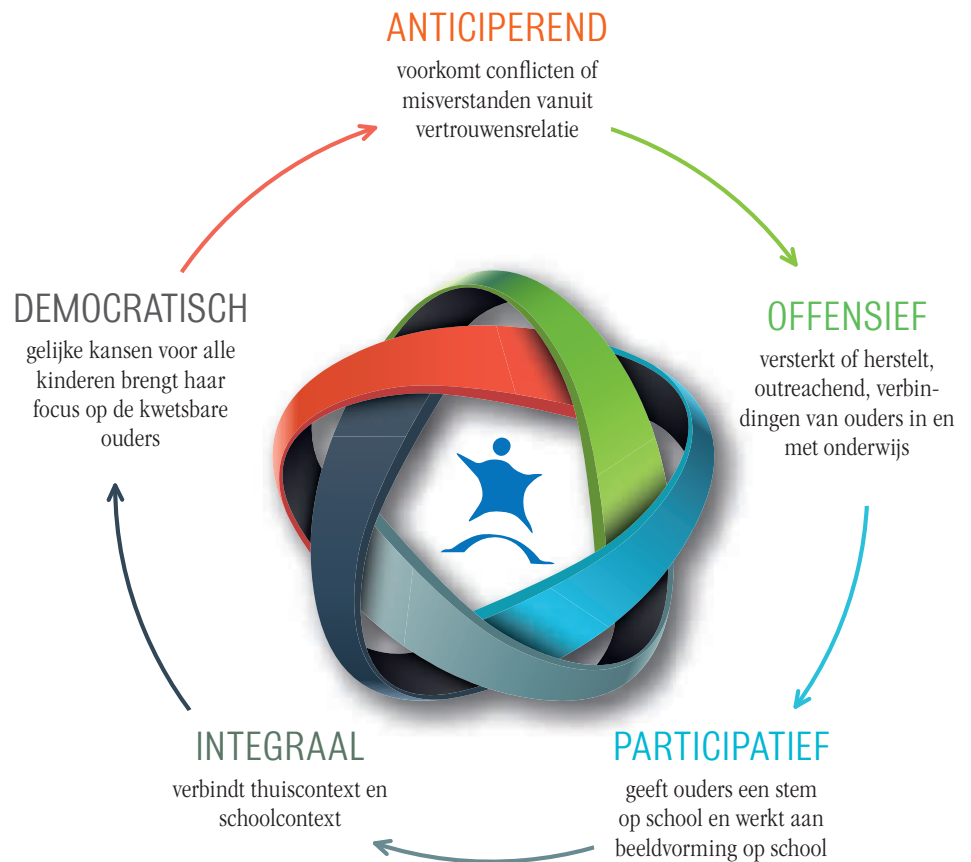 ANTICIPEREND
voorkomt conflicten of
misverstanden vanuit
vertrouwensrelatie
OFFENSIEF
versterkt of herstelt,
outreachend, verbin-
dingen van ouders in en
met onderwijs
PARTICIPATIEF
geeft ouders een stem
op school en werkt aan
beeldvorming op school
INTEGRAAL
verbindt thuiscontext en
schoolcontext
DEMOCRATISCH
gelijke kansen voor alle
kinderen brengt haar
focus op de kwetsbare
ouders